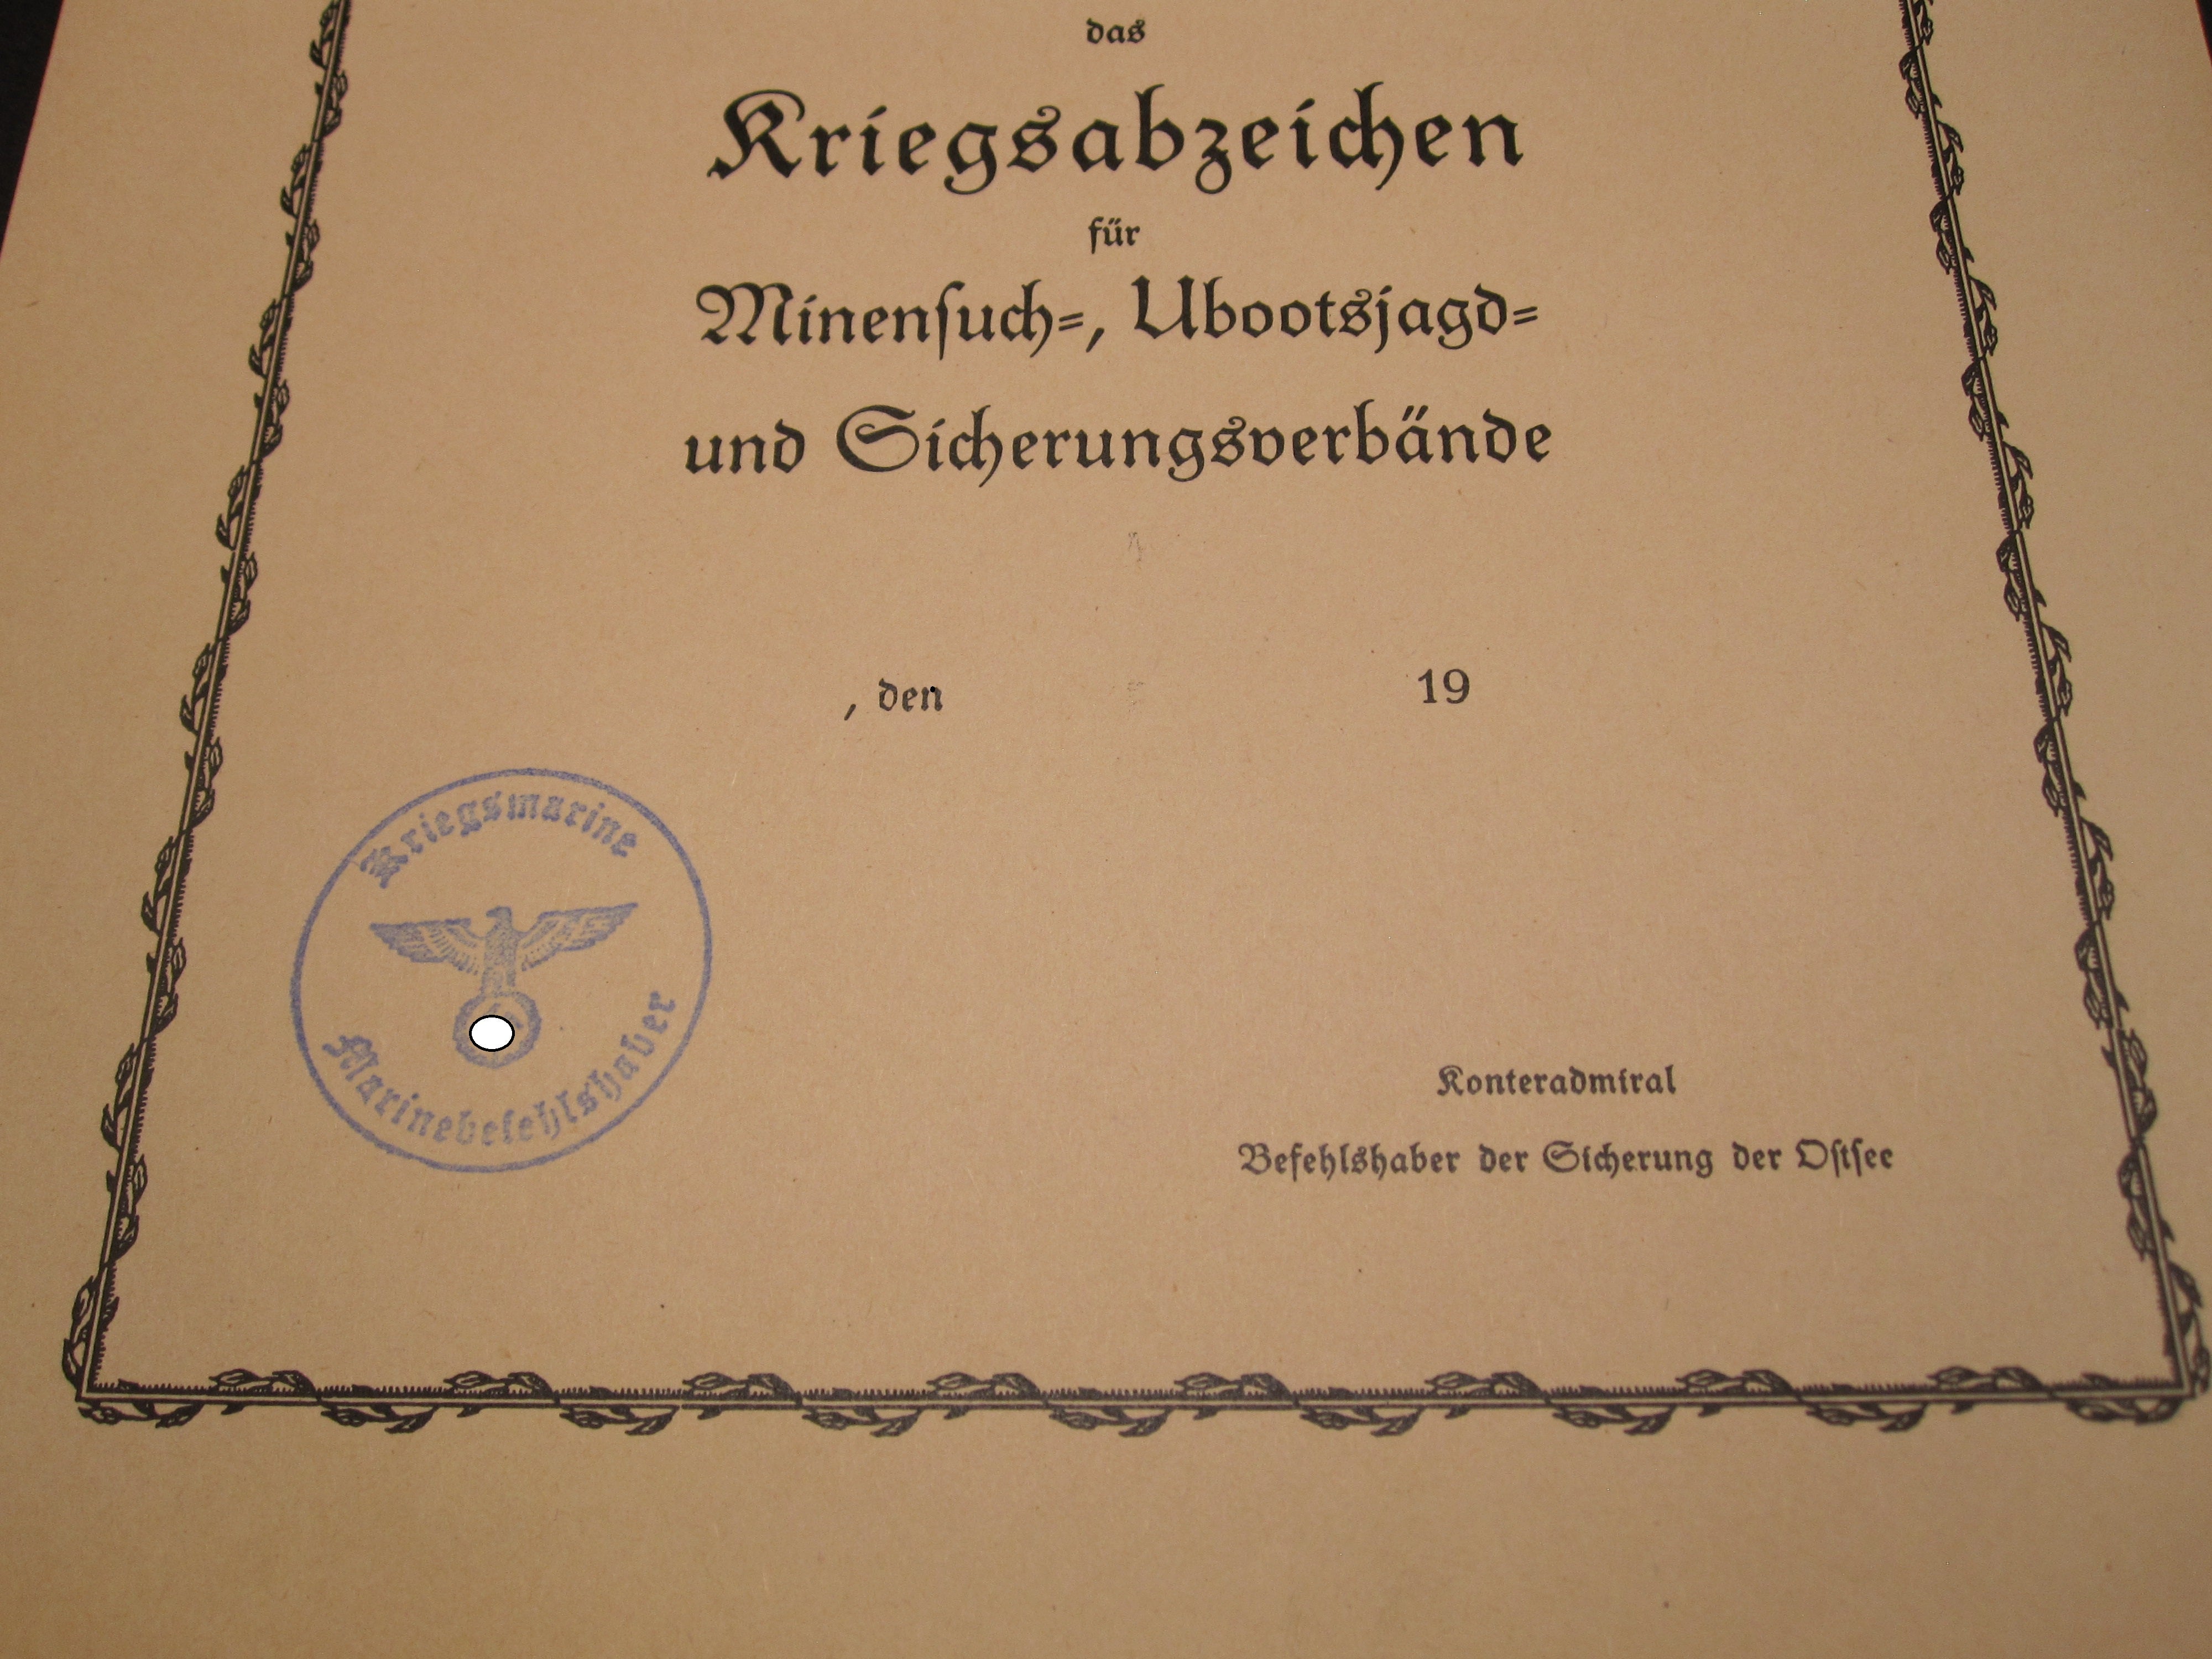 das
Kriegsabzeichen
für
Minenſuch=, Ubootsjagd=
und Sicherungsverbände
, den 19
Kriegsmarine
Marinebefehlshaber
Konteradmiral
Befehlshaber der Sicherung der Oſtſee